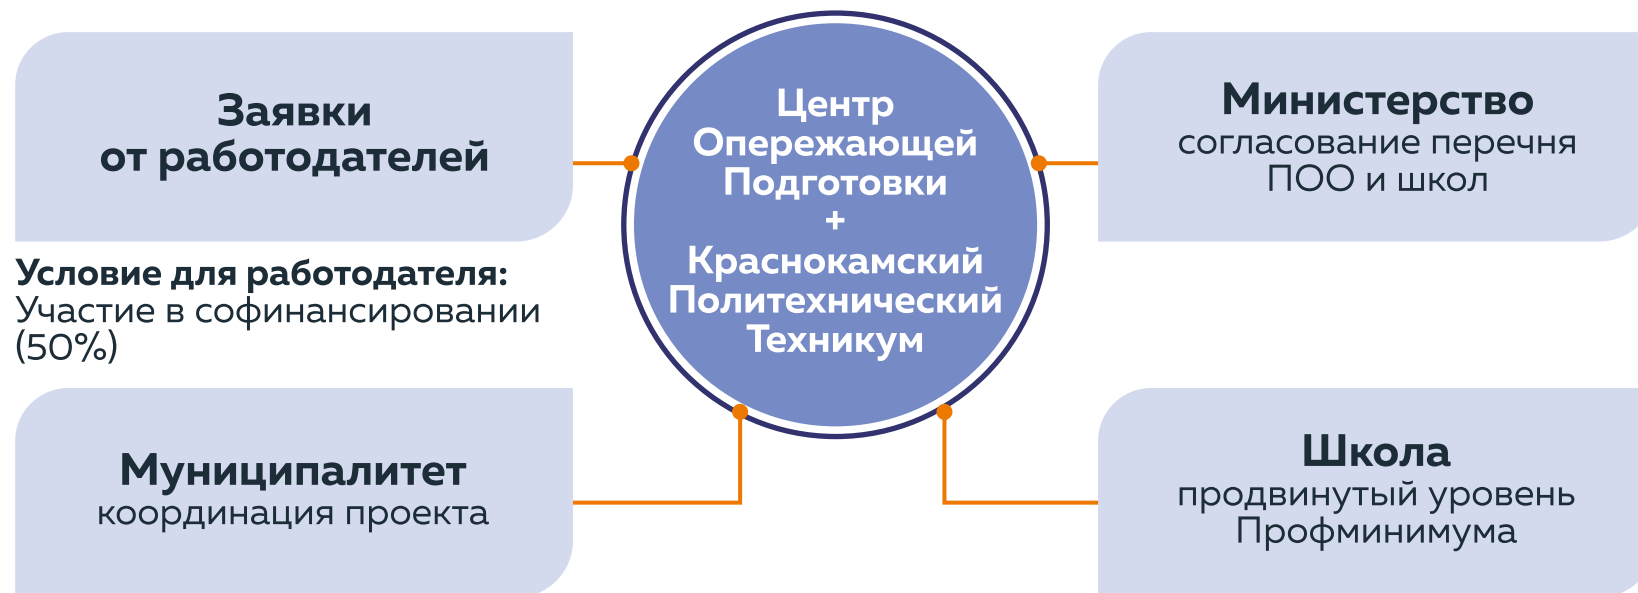 Заявки
от работодателей
Условие для работодателя:
Участие в софинансировании
(50%)
Муниципалитет
координация проекта
Центр
Опережающей
Подготовки
+
Краснокамский
Политехнический
Техникум
Министерство
согласование перечня
ПОО и школ
Школа
продвинутый уровень
Профминимума